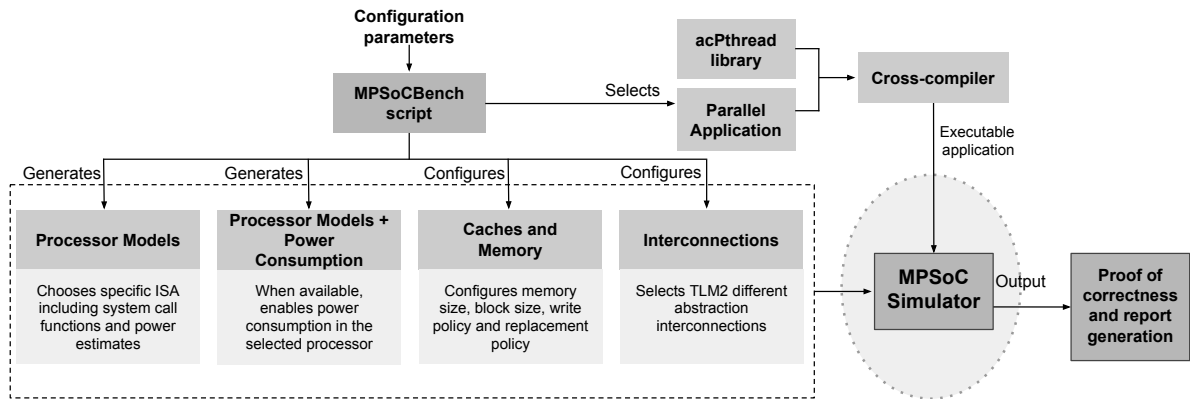 Configuration
parameters
MPSoCBench
script
Selects
acPthread
library
Parallel
Application
Cross-compiler
Executable
application
Generates
Generates
Configures
Configures
Processor Models
Chooses specific ISA
including system call
functions and power
estimates
Processor Models +
Power
Consumption
When available,
enables power
consumption in the
selected processor
Caches and
Memory
Configures memory
size, block size, write
policy and replacement
policy
Interconnections
Selects TLM2 different
abstraction
interconnections
MPSoC
Simulator
Output
Proof of
correctness
and report
generation